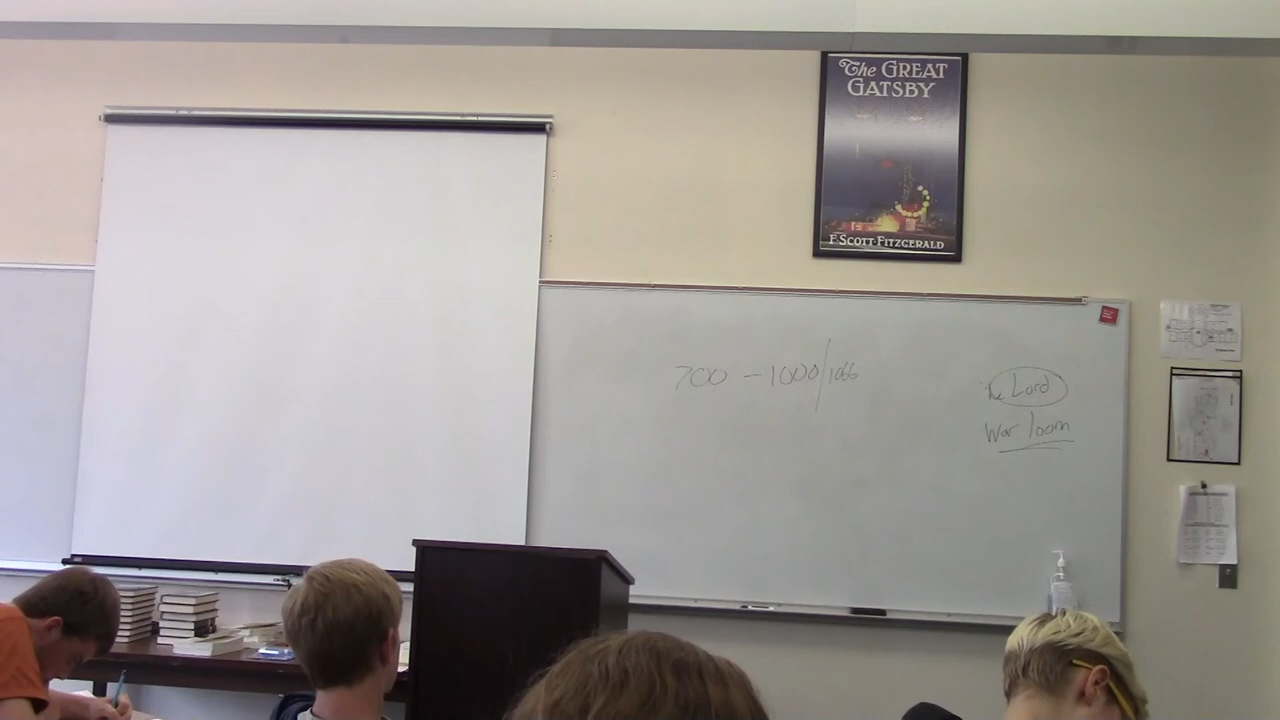 The GREAT
GATSBY
F. SCOTT FITZGERALD
700 - 1000/1066
The Lord
War loom